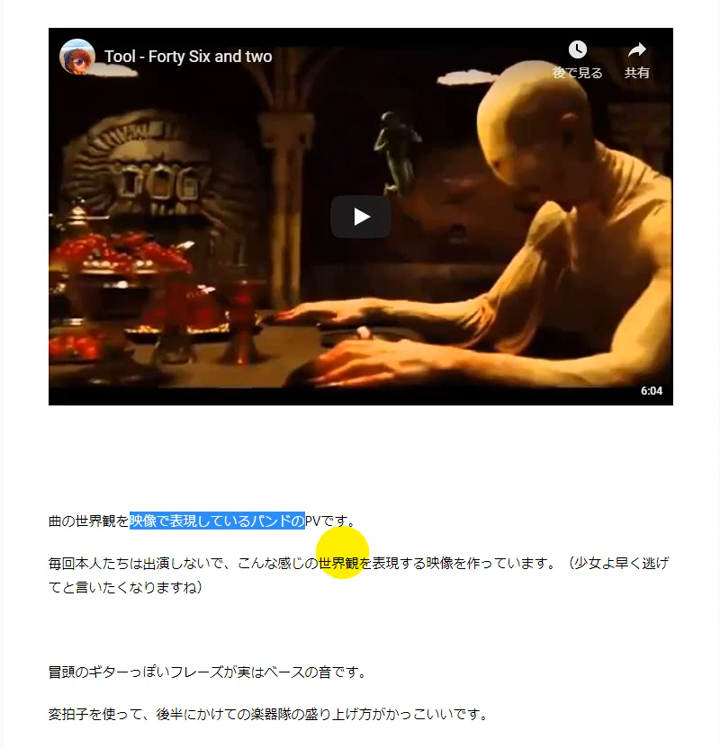 Tool - Forty Six and two
後で見る
共有
6:04
曲の世界観を映像で表現しているバンドのPVです。
毎回本人たちは出演しないで、こんな感じの世界観を表現する映像を作っています。（少女よ早く逃げ
てと言いたくなりますね）
冒頭のギターっぽいフレーズが実はベースの音です。
変拍子を使って、後半にかけての楽器隊の盛り上げ方がかっこいいです。